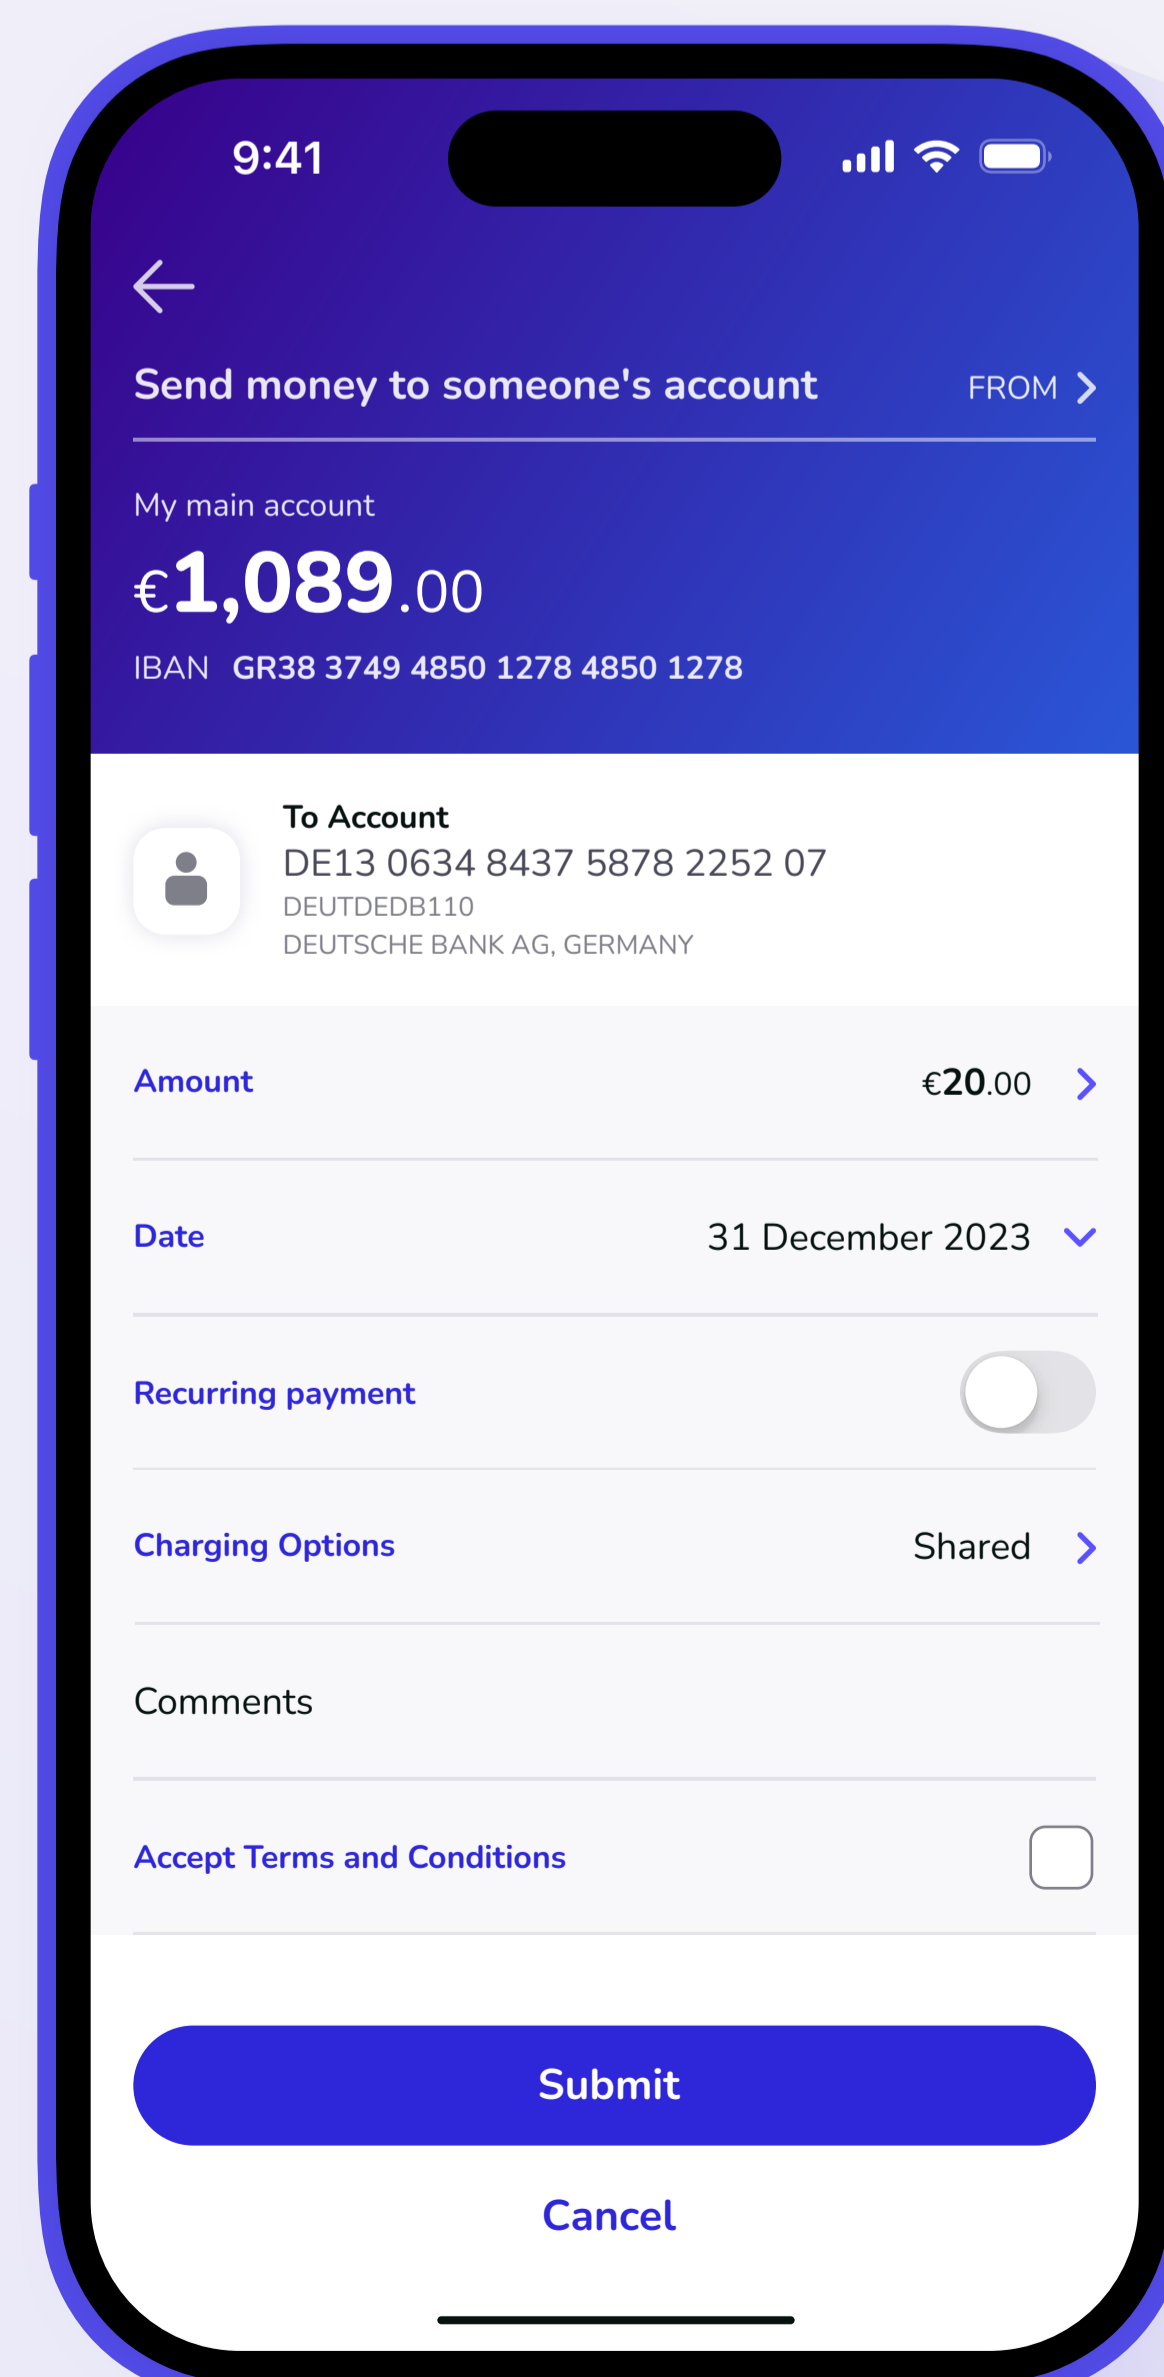 9:41
Send money to someone's account FROM
My main account
€1,089.00
IBAN GR38 3749 4850 1278 4850 1278
To Account
DE13 0634 8437 5878 2252 07
DEUTDEDB110
DEUTSCHE BANK AG, GERMANY
Amount €20.00
Date 31 December 2023
Recurring payment
Charging Options Shared
Comments
Accept Terms and Conditions
Submit
Cancel